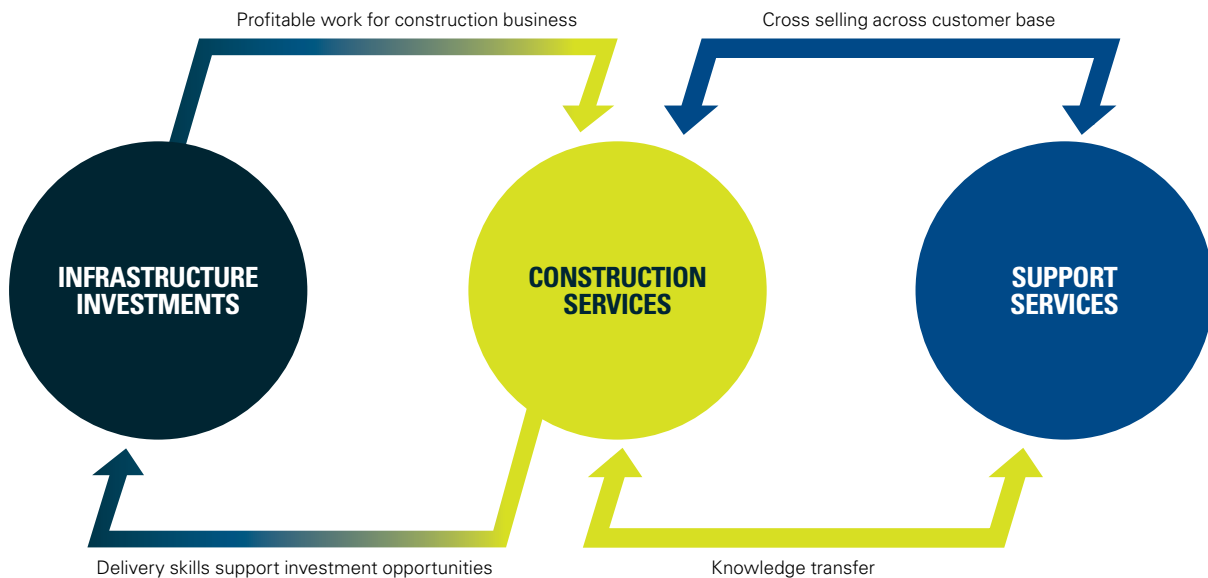 Profitable work for construction business
Cross selling across customer base
INFRASTRUCTURE
INVESTMENTS
CONSTRUCTION
SERVICES
SUPPORT
SERVICES
Delivery skills support investment opportunities
Knowledge transfer